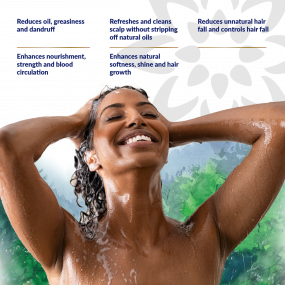 Reduces oil, greasiness
and dandruff
Refreshes and cleans
scalp without stripping
off natural oils
Reduces unnatural hair
fall and controls hair fall
Enhances nourishment,
strength and blood
circulation
Enhances natural
softness, shine and hair
growth